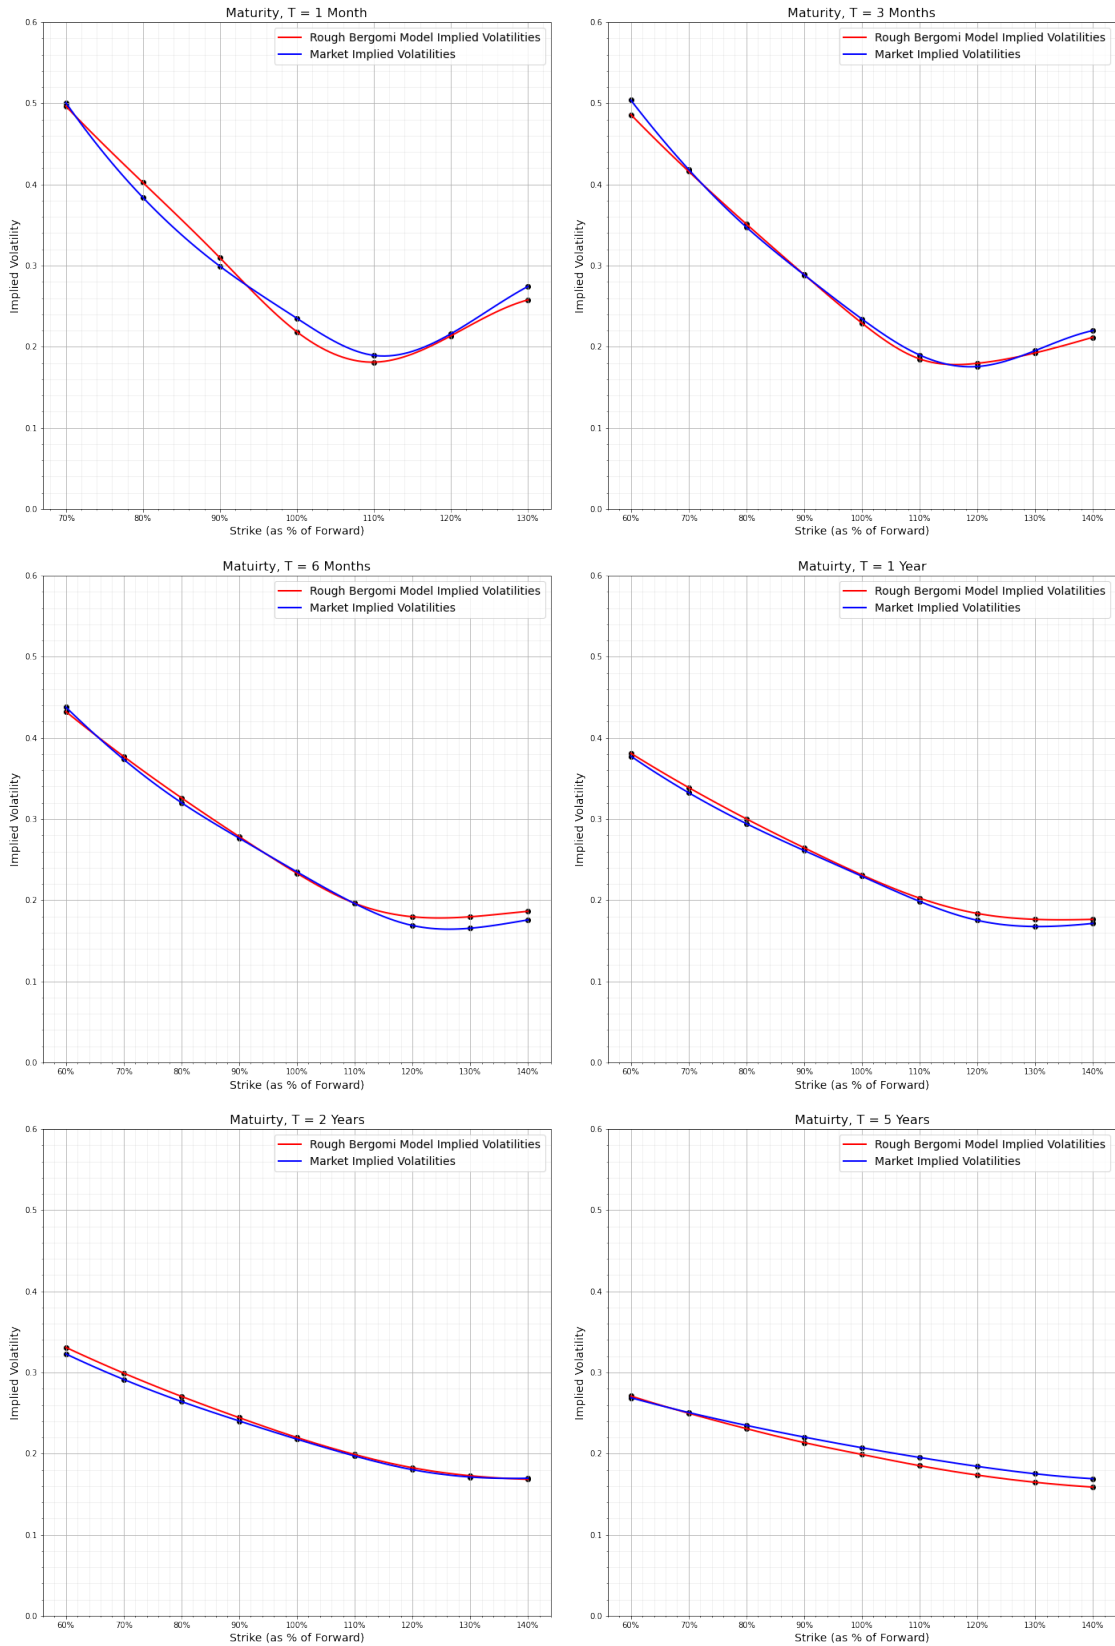 Maturity, T = 1 Month
Rough Bergomi Model Implied Volatilities
Market Implied Volatilities
0.6
0.5
0.4
0.3
0.2
0.1
0.0
Implied Volatility
70% 80% 90% 100% 110% 120% 130%
Strike (as % of Forward)
Maturity, T = 3 Months
Rough Bergomi Model Implied Volatilities
Market Implied Volatilities
0.6
0.5
0.4
0.3
0.2
0.1
0.0
Implied Volatility
60% 70% 80% 90% 100% 110% 120% 130% 140%
Strike (as % of Forward)
Matuirty, T = 6 Months
Rough Bergomi Model Implied Volatilities
Market Implied Volatilities
0.6
0.5
0.4
0.3
0.2
0.1
0.0
Implied Volatility
60% 70% 80% 90% 100% 110% 120% 130% 140%
Strike (as % of Forward)
Matuirty, T = 1 Year
Rough Bergomi Model Implied Volatilities
Market Implied Volatilities
0.6
0.5
0.4
0.3
0.2
0.1
0.0
Implied Volatility
60% 70% 80% 90% 100% 110% 120% 130% 140%
Strike (as % of Forward)
Matuirty, T = 2 Years
Rough Bergomi Model Implied Volatilities
Market Implied Volatilities
0.6
0.5
0.4
0.3
0.2
0.1
0.0
Implied Volatility
60% 70% 80% 90% 100% 110% 120% 130% 140%
Strike (as % of Forward)
Matuirty, T = 5 Years
Rough Bergomi Model Implied Volatilities
Market Implied Volatilities
0.6
0.5
0.4
0.3
0.2
0.1
0.0
Implied Volatility
60% 70% 80% 90% 100% 110% 120% 130% 140%
Strike (as % of Forward)